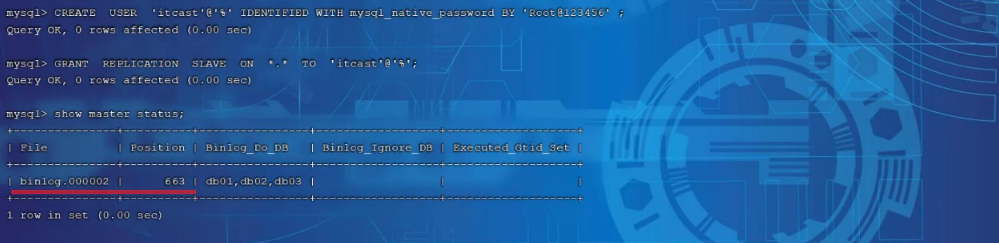 mysql> CREATE  USER  'itcast'@'%' IDENTIFIED WITH mysql_native_password BY 'Root@123456' ;
Query OK, 0 rows affected (0.00 sec)
mysql> GRANT  REPLICATION  SLAVE  ON  *.*  TO  'itcast'@'%';
Query OK, 0 rows affected (0.00 sec)
mysql> show master status;
+---------------+----------+-------------------+------------------+-------------------+
| File          | Position | Binlog_Do_DB      | Binlog_Ignore_DB | Executed_Gtid_Set |
+---------------+----------+-------------------+------------------+-------------------+
| binlog.000002 |      663 | db01,db02,db03 |                  |                   |
+---------------+----------+-------------------+------------------+-------------------+
1 row in set (0.00 sec)